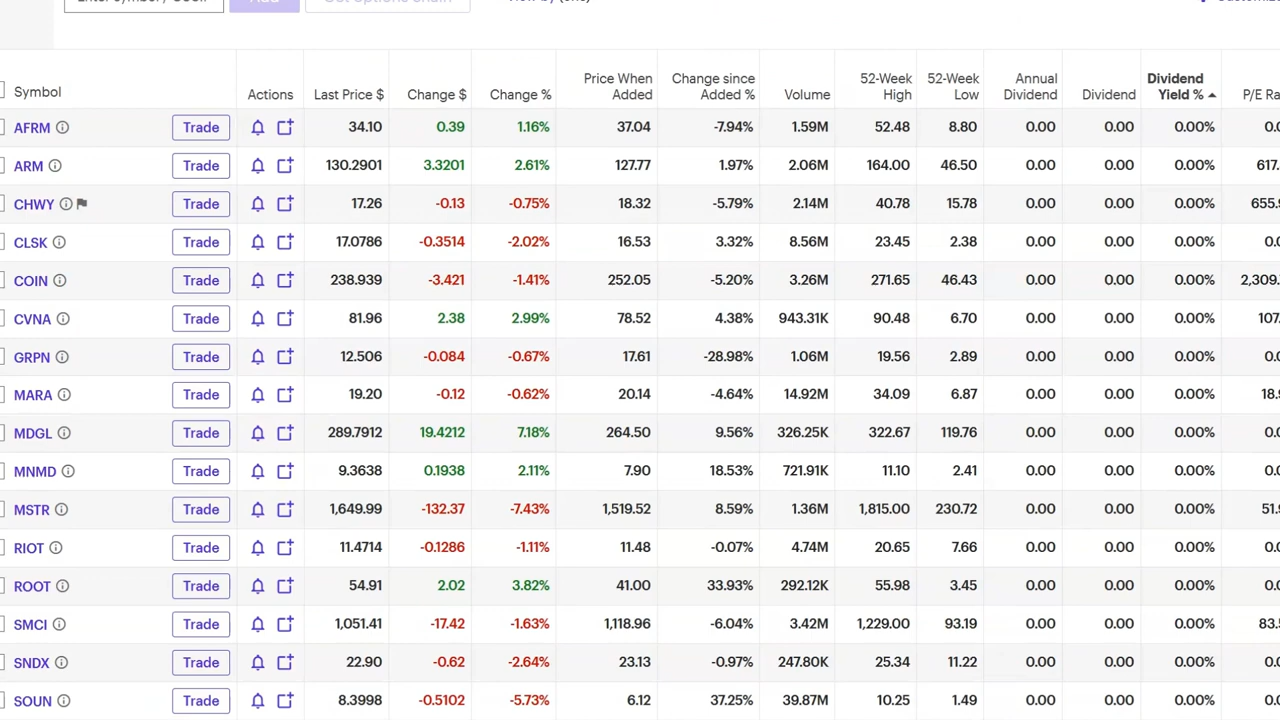 View by
Symbol Actions Last Price $ Change $ Change % Price When Added Change since Added % Volume 52-Week High 52-Week Low Annual Dividend Dividend Dividend Yield %
AFRM Trade 34.10 0.39 1.16% 37.04 -7.94% 1.59M 52.48 8.80 0.00 0.00 0.00%
ARM Trade 130.2901 3.3201 2.61% 127.77 1.97% 2.06M 164.00 46.50 0.00 0.00 0.00% 617.
CHWY Trade 17.26 -0.13 -0.75% 18.32 -5.79% 2.14M 40.78 15.78 0.00 0.00 0.00% 655.
CLSK Trade 17.0786 -0.3514 -2.02% 16.53 3.32% 8.56M 23.45 2.38 0.00 0.00 0.00%
COIN Trade 238.939 -3.421 -1.41% 252.05 -5.20% 3.26M 271.65 46.43 0.00 0.00 0.00% 2,309.
CVNA Trade 81.96 2.38 2.99% 78.52 4.38% 943.31K 90.48 6.70 0.00 0.00 0.00% 107.
GRPN Trade 12.506 -0.084 -0.67% 17.61 -28.98% 1.06M 19.56 2.89 0.00 0.00 0.00%
MARA Trade 19.20 -0.12 -0.62% 20.14 -4.64% 14.92M 34.09 6.87 0.00 0.00 0.00% 18.
MDGL Trade 289.7912 19.4212 7.18% 264.50 9.56% 326.25K 322.67 119.76 0.00 0.00 0.00%
MNMD Trade 9.3638 0.1938 2.11% 7.90 18.53% 721.91K 11.10 2.41 0.00 0.00 0.00%
MSTR Trade 1,649.99 -132.37 -7.43% 1,519.52 8.59% 1.36M 1,815.00 230.72 0.00 0.00 0.00% 51.
RIOT Trade 11.4714 -0.1286 -1.11% 11.48 -0.07% 4.74M 20.65 7.66 0.00 0.00 0.00%
ROOT Trade 54.91 2.02 3.82% 41.00 33.93% 292.12K 55.98 3.45 0.00 0.00 0.00%
SMCI Trade 1,051.41 -17.42 -1.63% 1,118.96 -6.04% 3.42M 1,229.00 93.19 0.00 0.00 0.00% 83.
SNDX Trade 22.90 -0.62 -2.64% 23.13 -0.97% 247.80K 25.34 11.22 0.00 0.00 0.00%
SOUN Trade 8.3998 -0.5102 -5.73% 6.12 37.25% 39.87M 10.25 1.49 0.00 0.00 0.00%